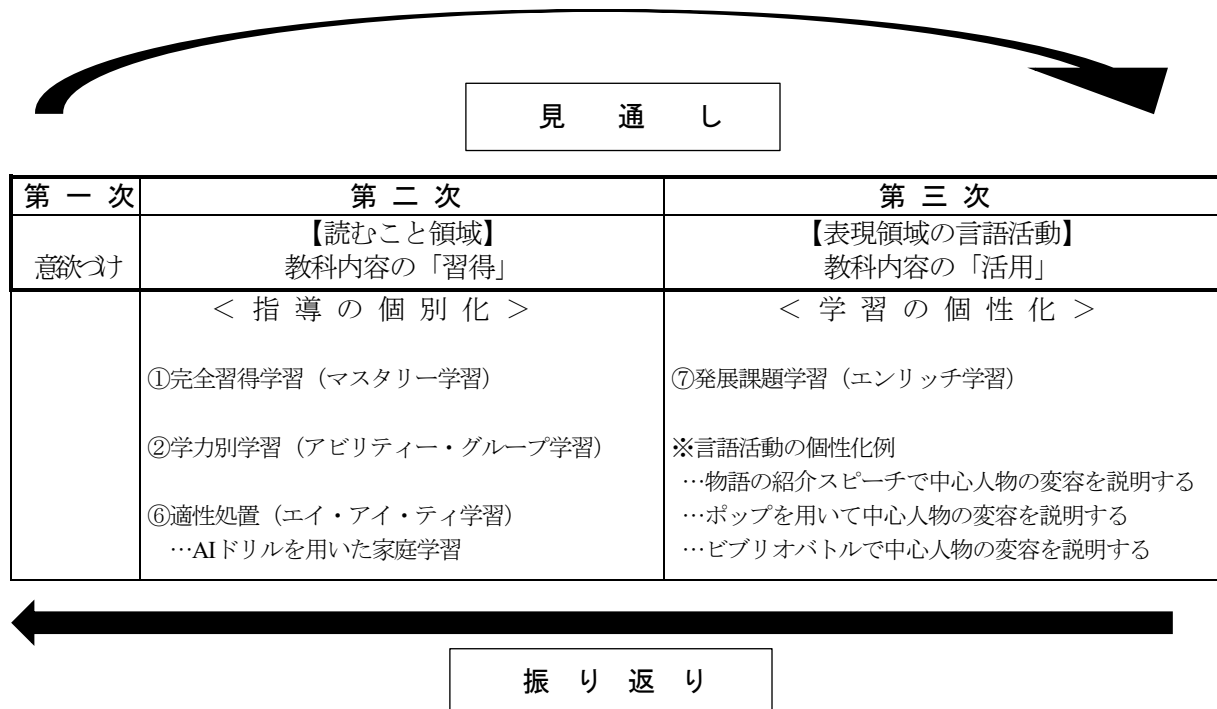 見通し
第一次 第二次 第三次
意欲づけ
【読むこと領域】
教科内容の「習得」
【表現領域の言語活動】
教科内容の「活用」
＜指導の個別化＞
①完全習得学習（マスタリー学習）
②学力別学習（アビリティー・グループ学習）
⑥適性処置（エイ・アイ・ティ学習）
…AIドリルを用いた家庭学習
＜学習の個性化＞
⑦発展課題学習（エンリッチ学習）
※言語活動の個性化例
…物語の紹介スピーチで中心人物の変容を説明する
…ポップを用いて中心人物の変容を説明する
…ビブリオバトルで中心人物の変容を説明する
振り返り